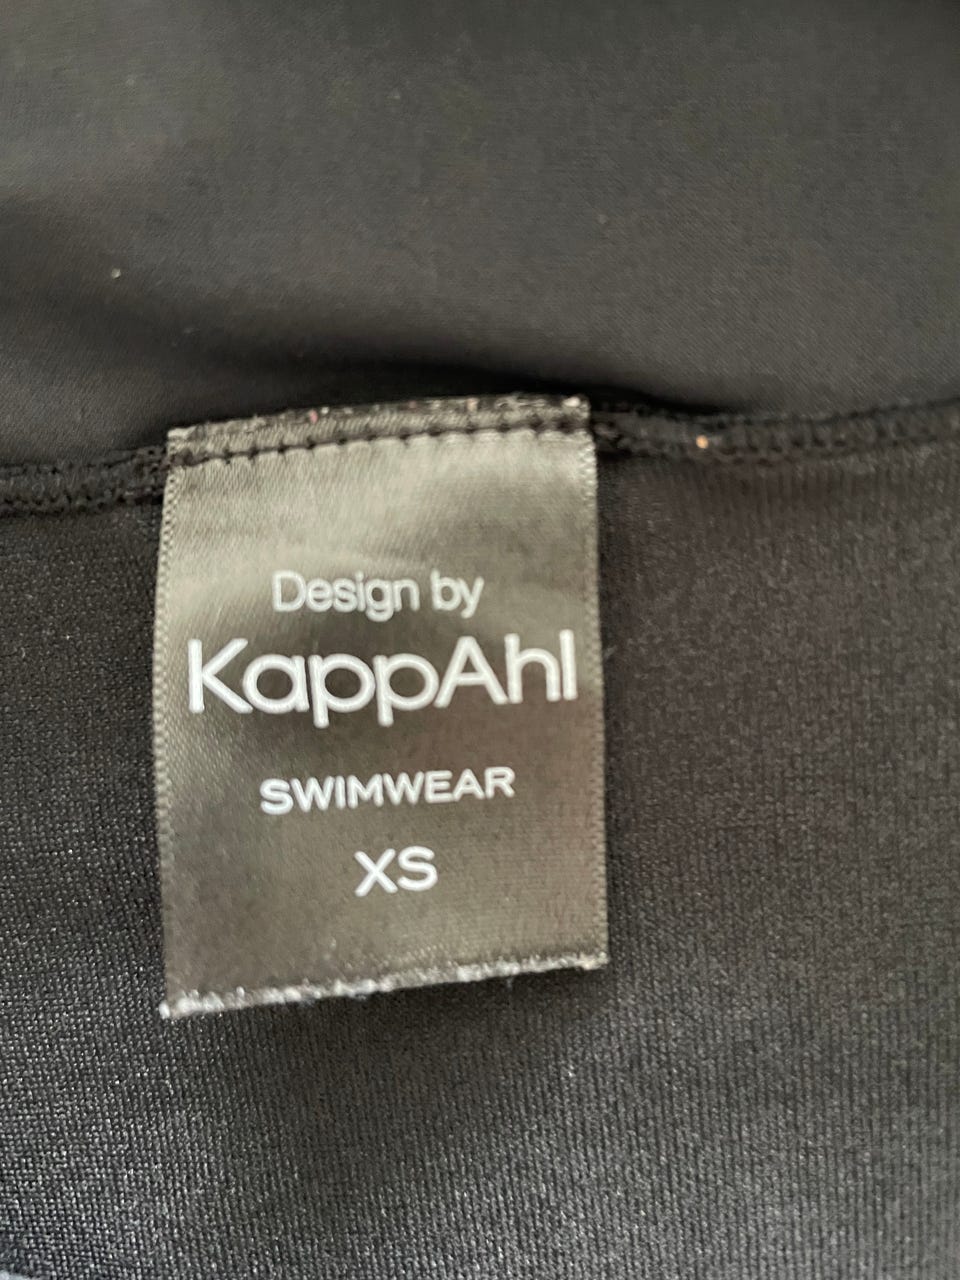 Design by
KappAhl
SWIMWEAR
XS